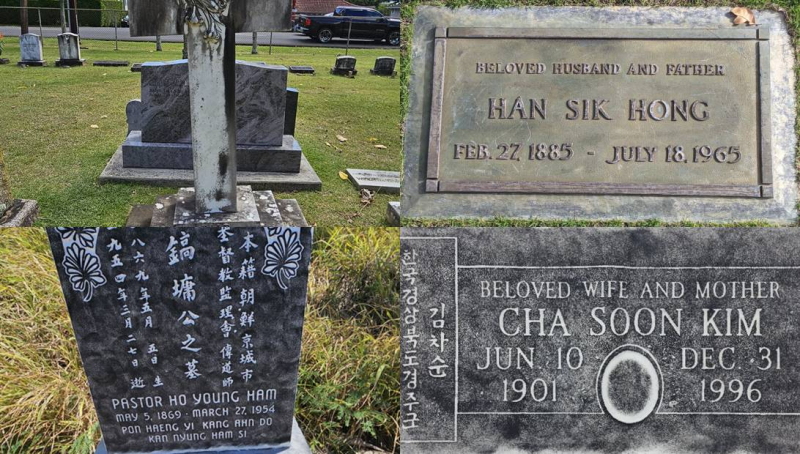 BELOVED HUSBAND AND FATHER
HAN SIK HONG
FEB. 27, 1885 - JULY 18, 1965
本籍朝鮮京城市
基督教監理會傳道師
鎬墉公之墓
八六九年五月 五日 生
九五四年三月二七日 逝
PASTOR HO YOUNG HAM
MAY 5, 1869 - MARCH 27, 1954
PON HAENG YI KANG AHN DO
KAN NYUNG HAM SI
한국경상북도경주군
김차순
BELOVED WIFE AND MOTHER
CHA SOON KIM
JUN. 10 DEC. 31
1901 1996